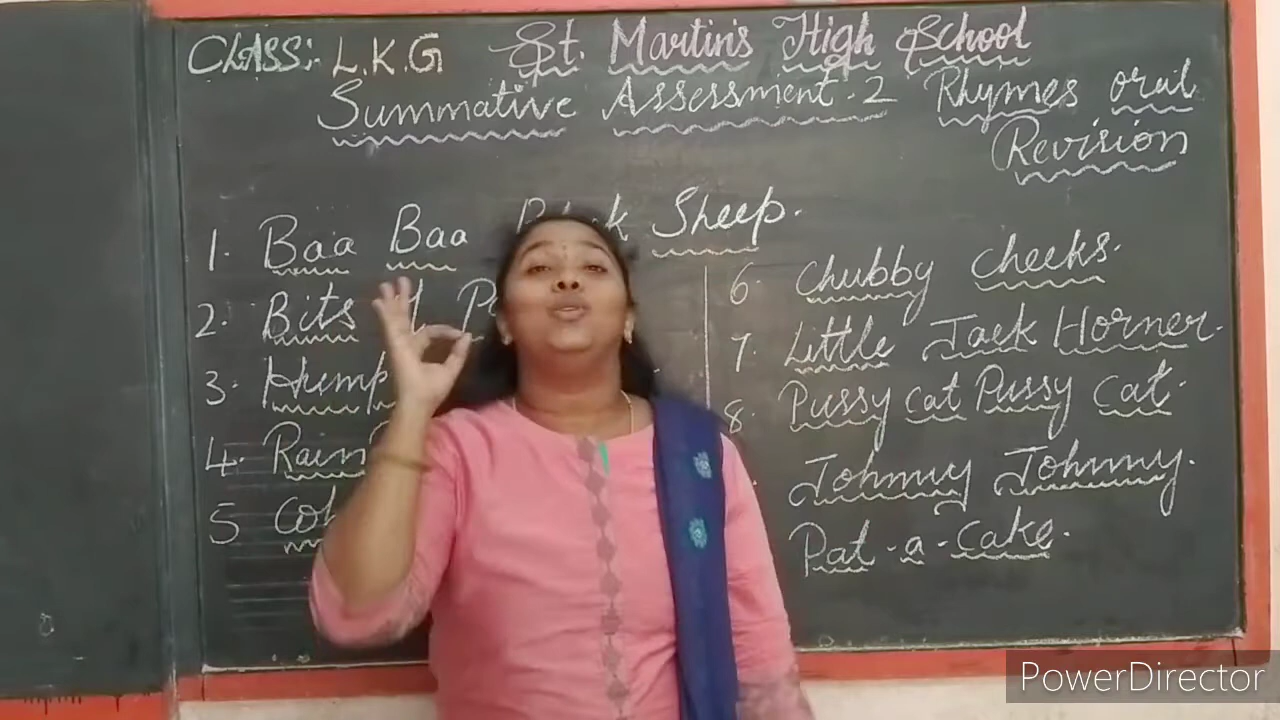 CLASS:- L.K.G St. Martin's High School
Summative Assessment-2 Rhymes oral
Revision
1. Baa Baa Sheep.
2. Bits
3.
4.
5
6. Chubby cheeks.
7. Little Jack Horner.
8. Pussy cat Pussy cat.
Johnny Johnny.
Pat-a-cake.
PowerDirector